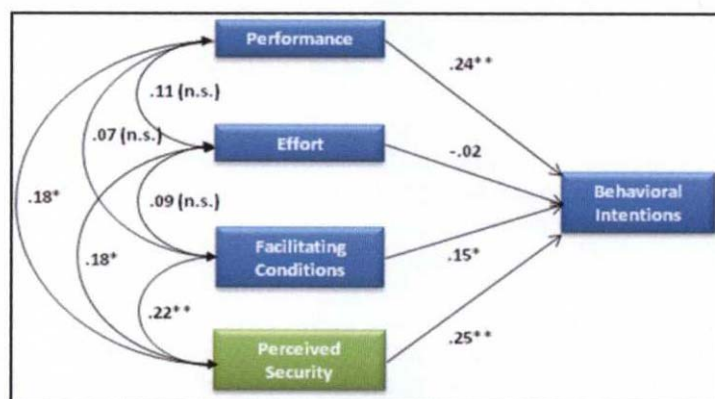 Performance
.24**
.11 (n.s.)
.07 (n.s.)
Effort
-.02
Behavioral
Intentions
.18*
.09 (n.s.)
.18*
Facilitating
Conditions
.15*
.22**
.25**
Perceived
Security